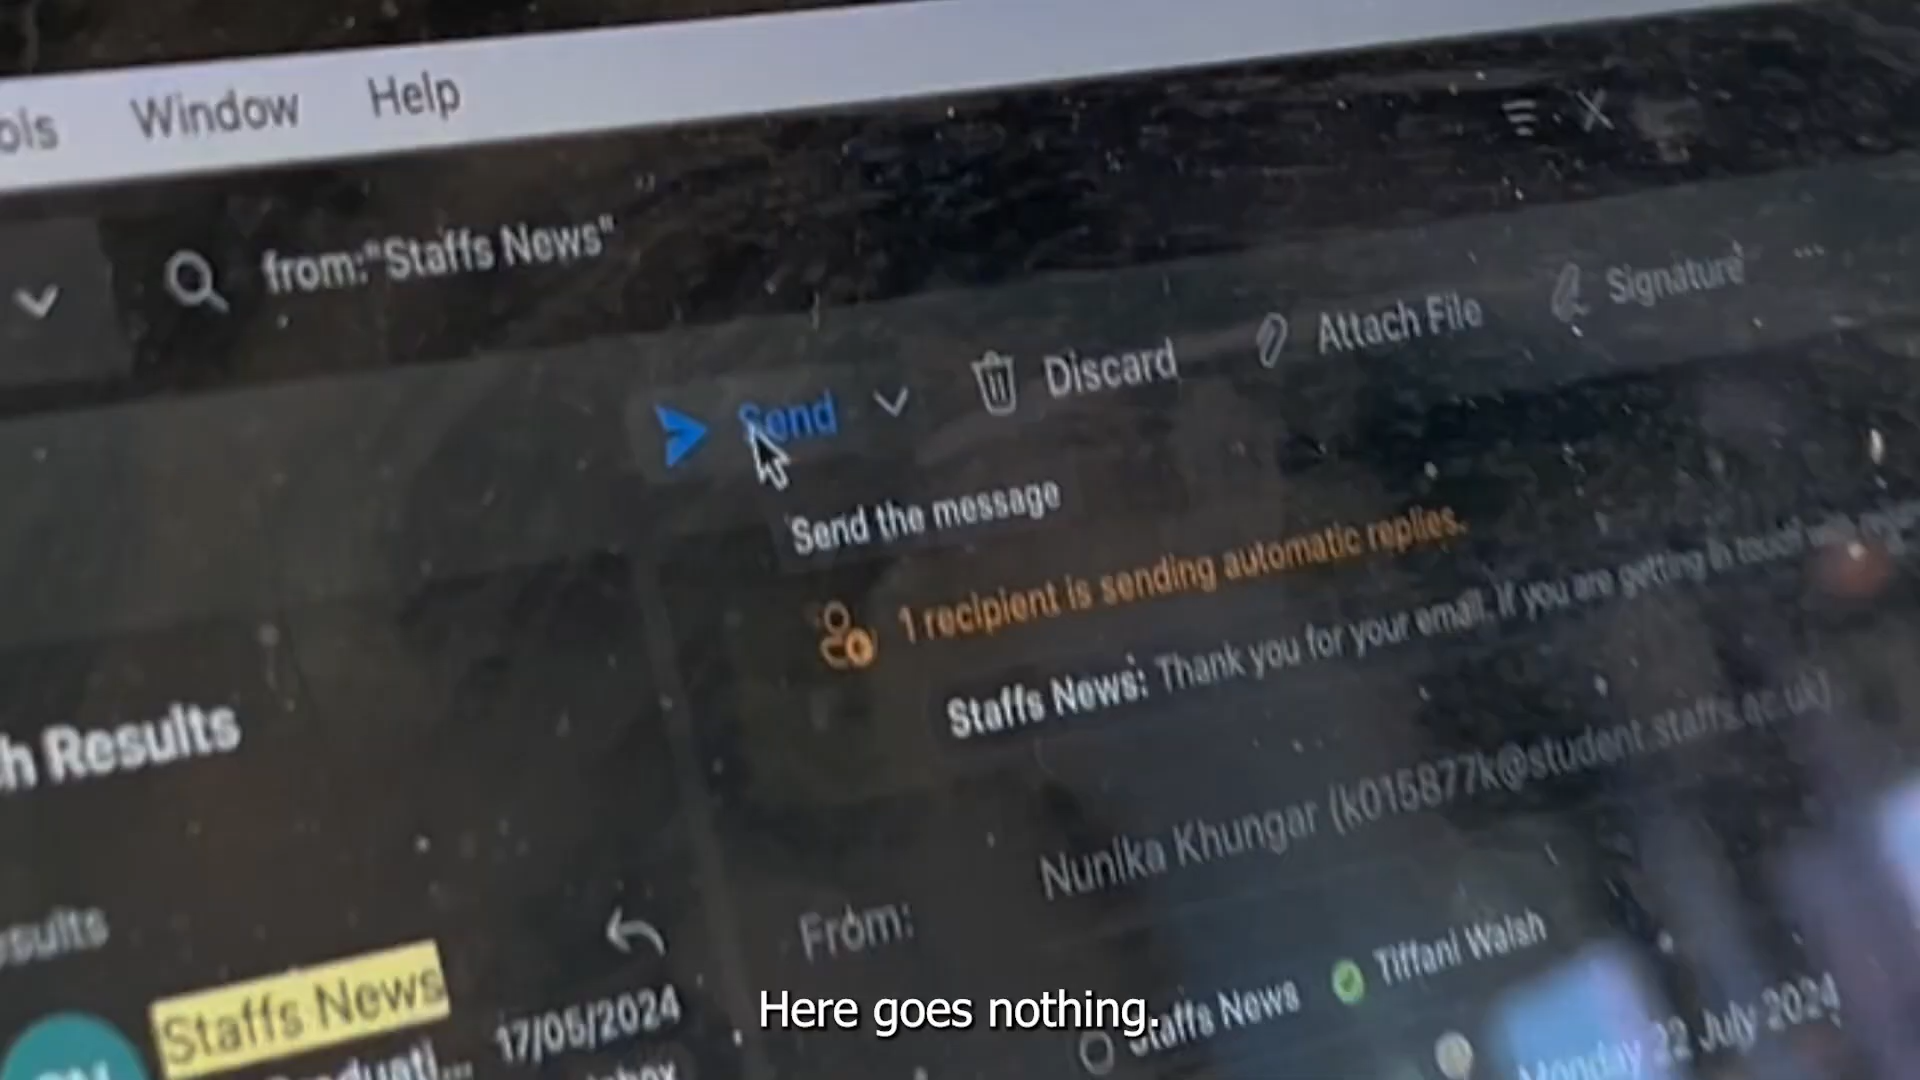 ols Window Help
from:"Staffs News"
Send Discard Attach File Signature ...
Send the message
1 recipient is sending automatic replies.
Staffs News: Thank you for your email. If you are getting in touch with
h Results
Nunika Khungar (k015877k@student.staffs.ac.uk)
From:
esults
Staffs News
Tiffani Walsh
Staffs News
17/05/2024
Monday 22 July 2024
Here goes nothing.